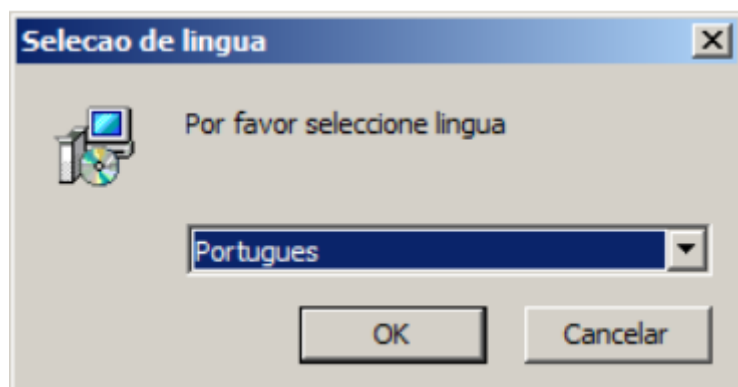 Selecao de lingua
Por favor seleccione lingua
Portugues
OK
Cancelar